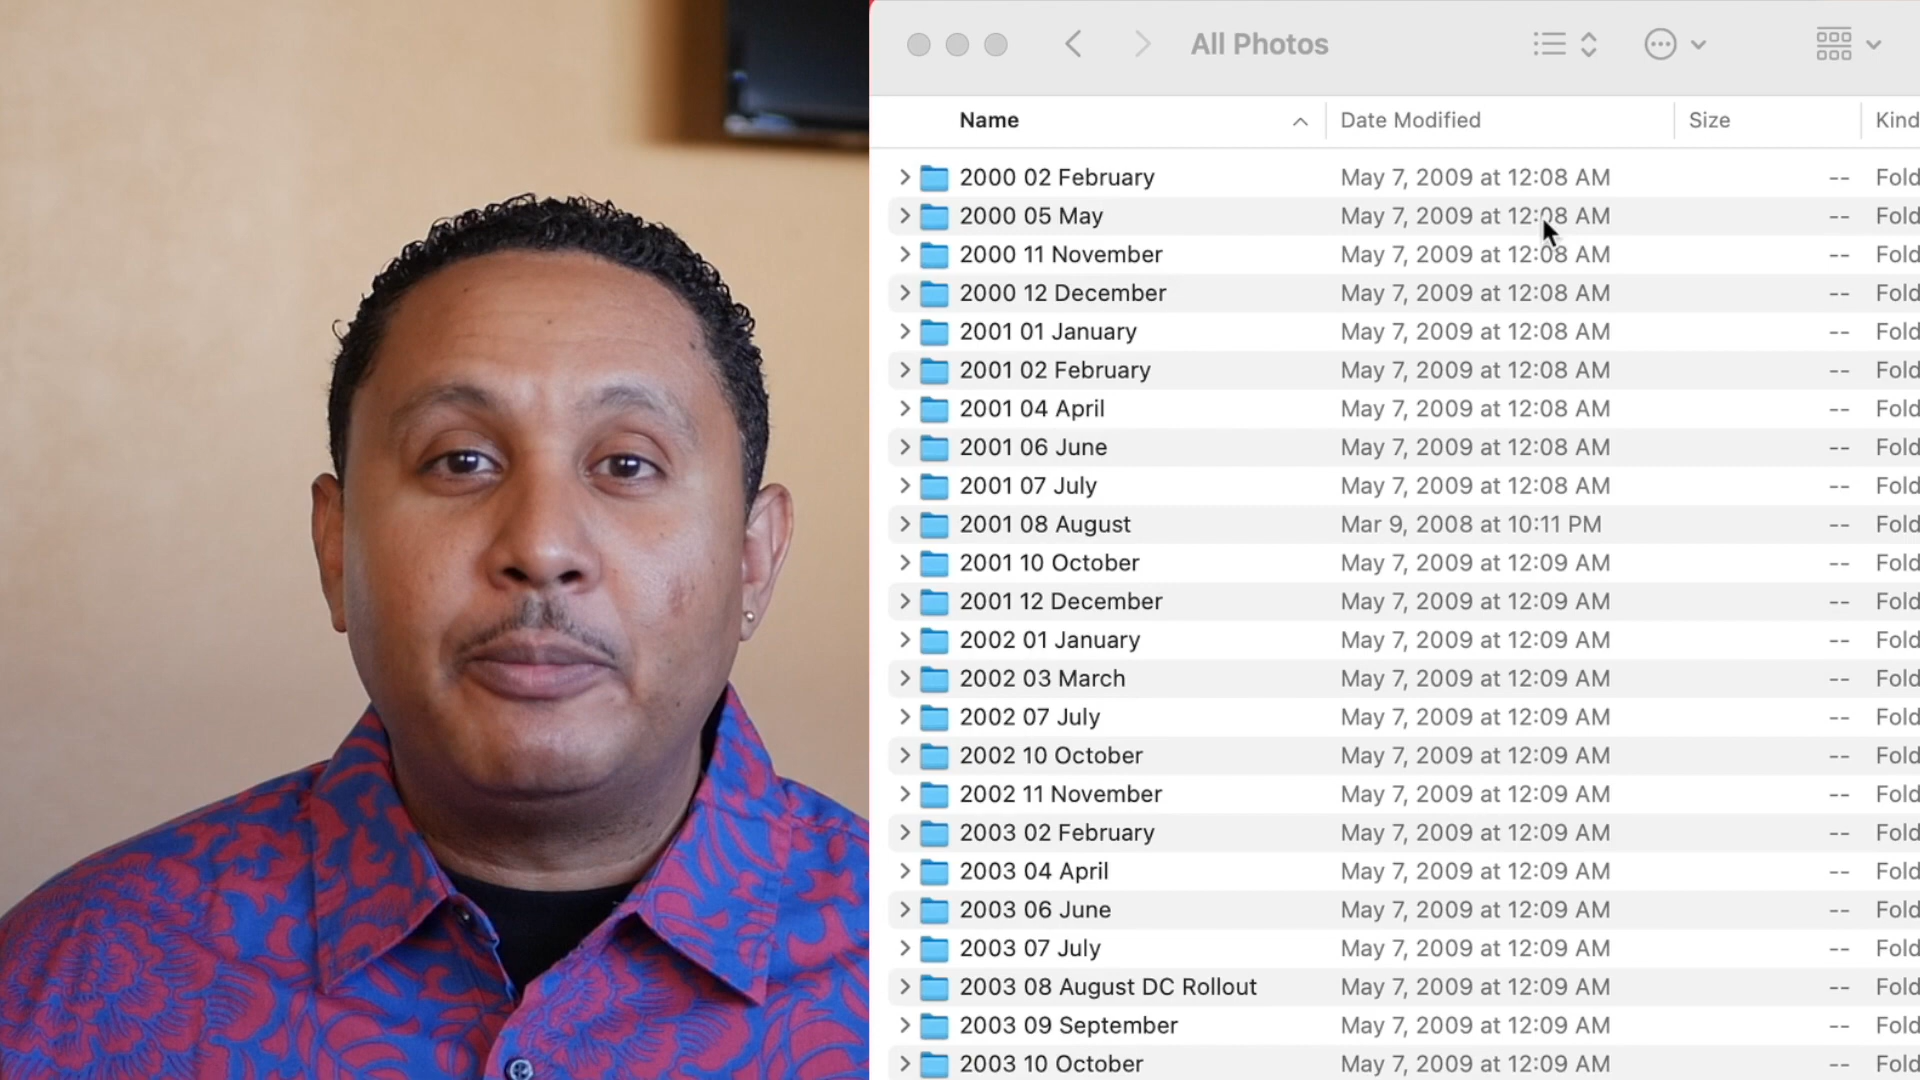 All Photos
Name Date Modified Size Kind
2000 02 February May 7, 2009 at 12:08 AM -- Fold
2000 05 May May 7, 2009 at 12:08 AM -- Fold
2000 11 November May 7, 2009 at 12:08 AM -- Fold
2000 12 December May 7, 2009 at 12:08 AM -- Fold
2001 01 January May 7, 2009 at 12:08 AM -- Fold
2001 02 February May 7, 2009 at 12:08 AM -- Fold
2001 04 April May 7, 2009 at 12:08 AM -- Fold
2001 06 June May 7, 2009 at 12:08 AM -- Fold
2001 07 July May 7, 2009 at 12:08 AM -- Fold
2001 08 August Mar 9, 2008 at 10:11 PM -- Fold
2001 10 October May 7, 2009 at 12:09 AM -- Fold
2001 12 December May 7, 2009 at 12:09 AM -- Fold
2002 01 January May 7, 2009 at 12:09 AM -- Fold
2002 03 March May 7, 2009 at 12:09 AM -- Fold
2002 07 July May 7, 2009 at 12:09 AM -- Fold
2002 10 October May 7, 2009 at 12:09 AM -- Fold
2002 11 November May 7, 2009 at 12:09 AM -- Fold
2003 02 February May 7, 2009 at 12:09 AM -- Fold
2003 04 April May 7, 2009 at 12:09 AM -- Fold
2003 06 June May 7, 2009 at 12:09 AM -- Fold
2003 07 July May 7, 2009 at 12:09 AM -- Fold
2003 08 August DC Rollout May 7, 2009 at 12:09 AM -- Fold
2003 09 September May 7, 2009 at 12:09 AM -- Fold
2003 10 October May 7, 2009 at 12:09 AM -- Fold